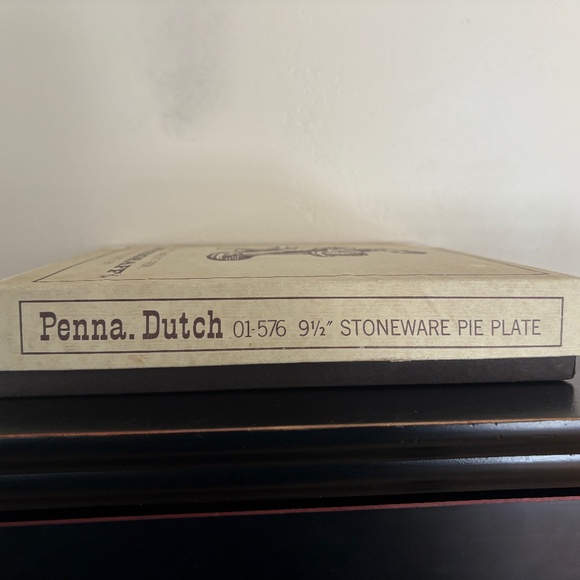 Penna. Dutch 01-576 9½" STONEWARE PIE PLATE